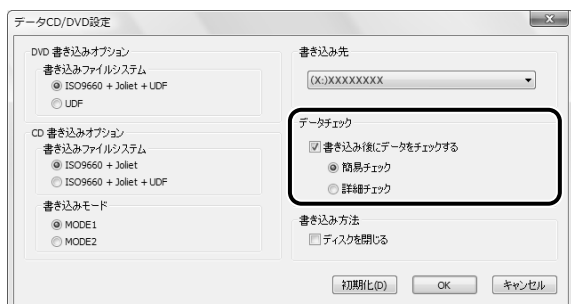 データCD/DVD設定
DVD 書き込みオプション
書き込みファイルシステム
ISO9660 + Joliet + UDF
UDF
CD 書き込みオプション
書き込みファイルシステム
ISO9660 + Joliet
ISO9660 + Joliet + UDF
書き込みモード
MODE1
MODE2
書き込み先
(X:)XXXXXXXX
データチェック
書き込み後にデータをチェックする
簡易チェック
詳細チェック
書き込み方法
ディスクを閉じる
初期化(D)
OK
キャンセル